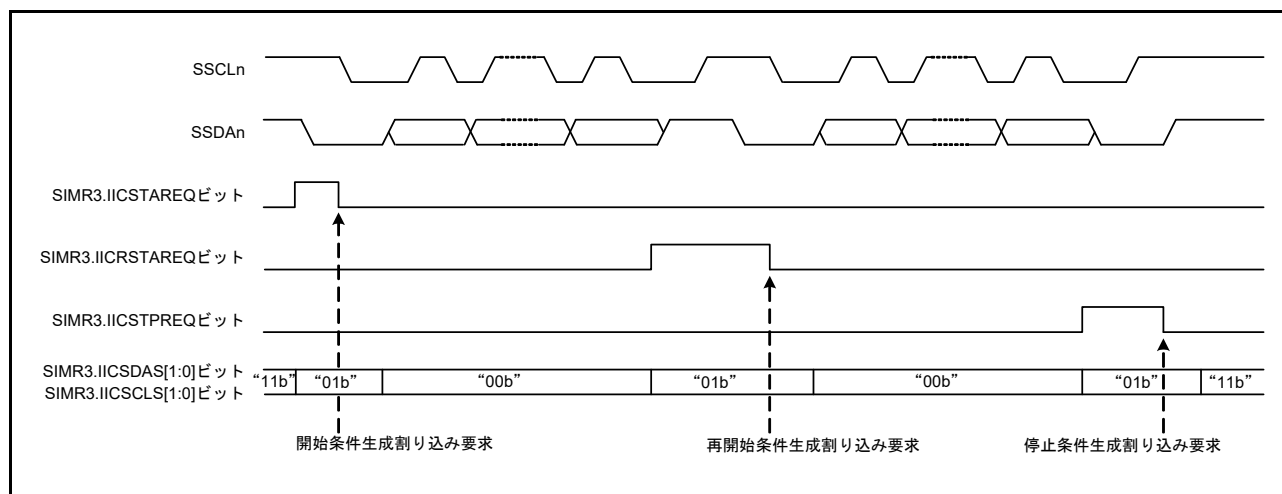 SSCLn
SSDAn
SIMR3.IICSTAREQビット
SIMR3.IICRSTAREQビット
SIMR3.IICSTPREQビット
SIMR3.IICSDAS[1:0]ビット
SIMR3.IICSCLS[1:0]ビット
“11b” “01b” “00b” “01b” “00b” “01b” “11b”
開始条件生成割り込み要求 再開始条件生成割り込み要求 停止条件生成割り込み要求